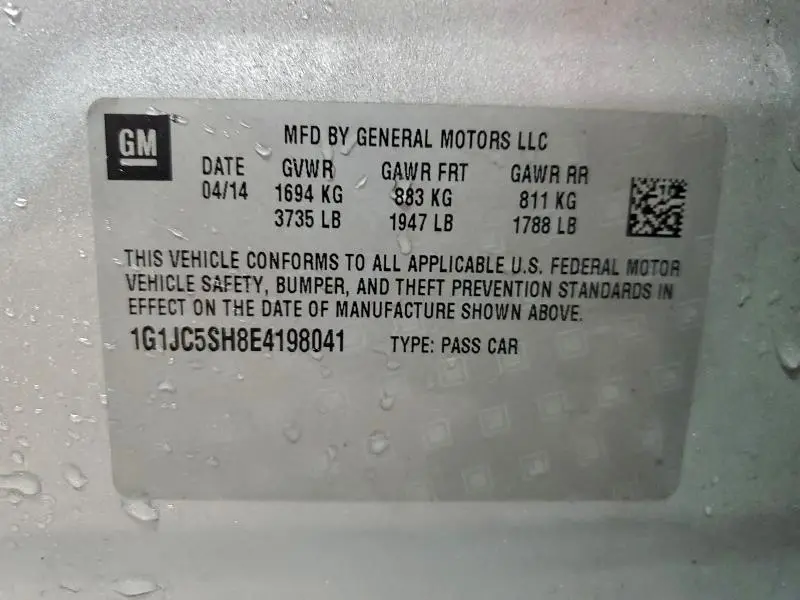 GM
MFD BY GENERAL MOTORS LLC
DATE GVWR GAWR FRT GAWR RR
04/14 1694 KG 883 KG 811 KG
3735 LB 1947 LB 1788 LB
THIS VEHICLE CONFORMS TO ALL APPLICABLE U.S. FEDERAL MOTOR
VEHICLE SAFETY, BUMPER, AND THEFT PREVENTION STANDARDS IN
EFFECT ON THE DATE OF MANUFACTURE SHOWN ABOVE.
1G1JC5SH8E4198041 TYPE: PASS CAR